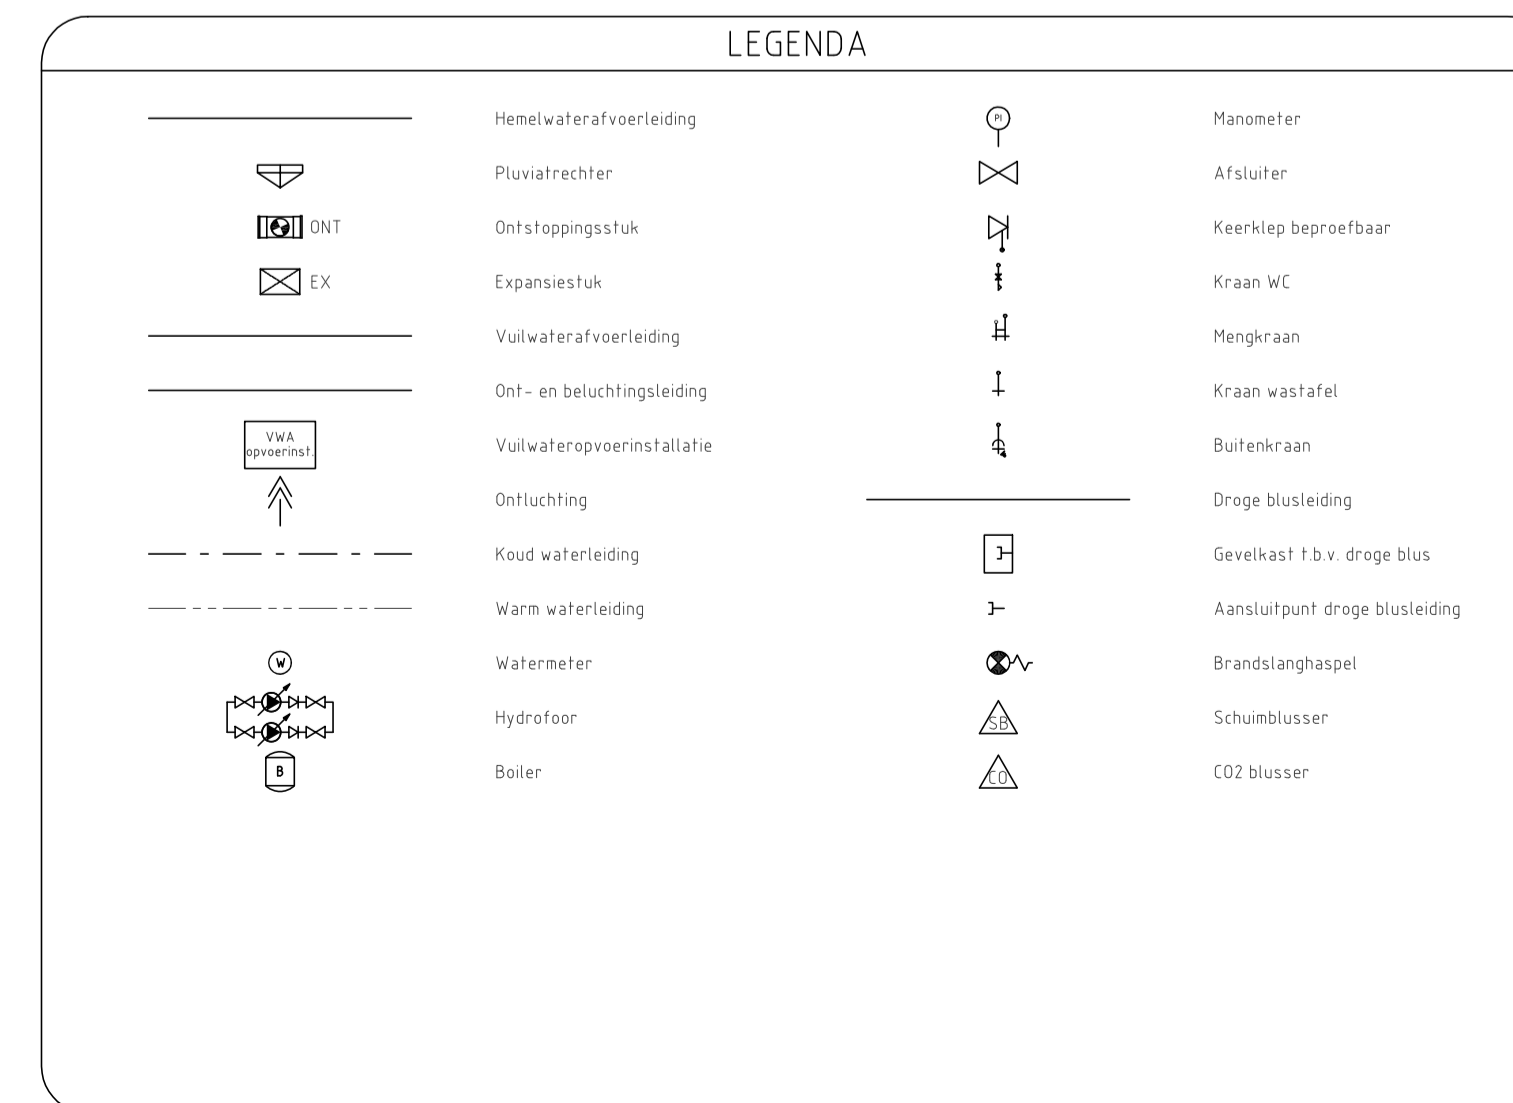 LEGENDA
Hemelwaterafvoerleiding
Pluviatrechter
ONT Ontstoppingsstuk
EX Expansiestuk
Vuilwaterafvoerleiding
Ont- en beluchtingsleiding
VWA
opvoerinst.
Vuilwateropvoerinstallatie
Ontluchting
Koud waterleiding
Warm waterleiding
W Watermeter
Hydrofoor
B Boiler
PI Manometer
Afsluiter
Keerklep beproefbaar
Kraan WC
Mengkraan
Kraan wastafel
Buitenkraan
Droge blusleiding
Gevelkast t.b.v. droge blus
Aansluitpunt droge blusleiding
Brandslanghaspel
SB Schuimblusser
CO CO2 blusser